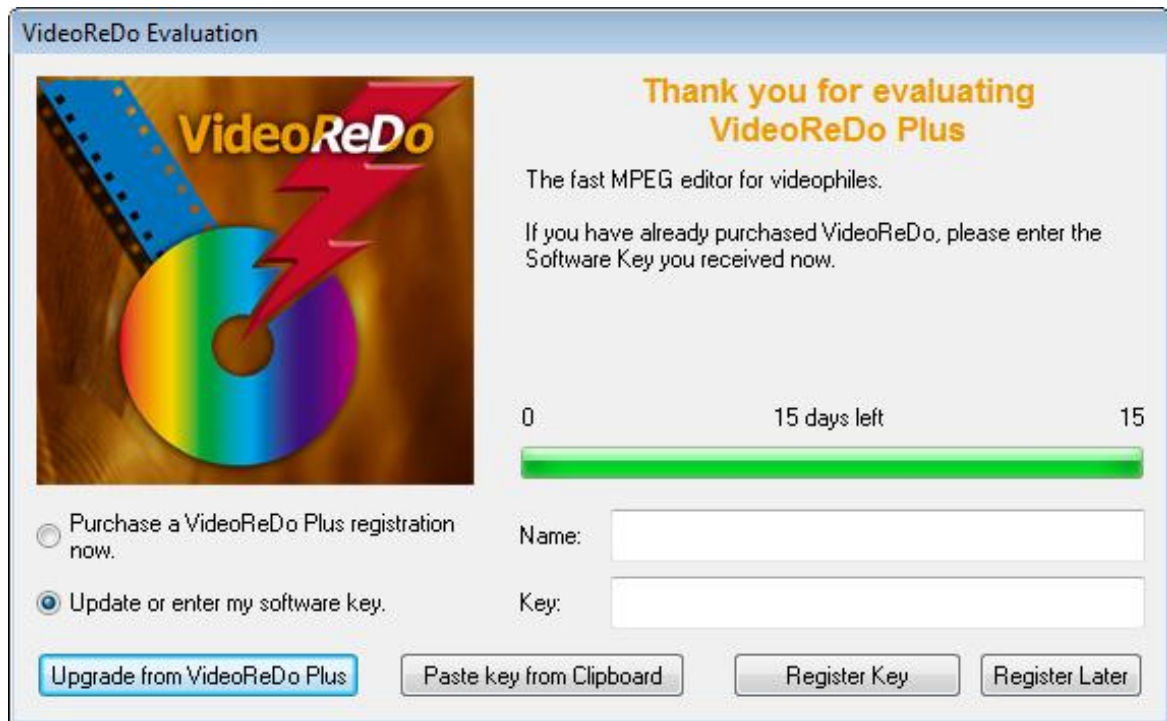 VideoReDo Evaluation
VideoReDo
Thank you for evaluating
VideoReDo Plus
The fast MPEG editor for videophiles.
If you have already purchased VideoReDo, please enter the
Software Key you received now.
0 15 days left 15
Purchase a VideoReDo Plus registration
now.
Name:
Update or enter my software key.
Key:
Upgrade from VideoReDo Plus
Paste key from Clipboard
Register Key
Register Later